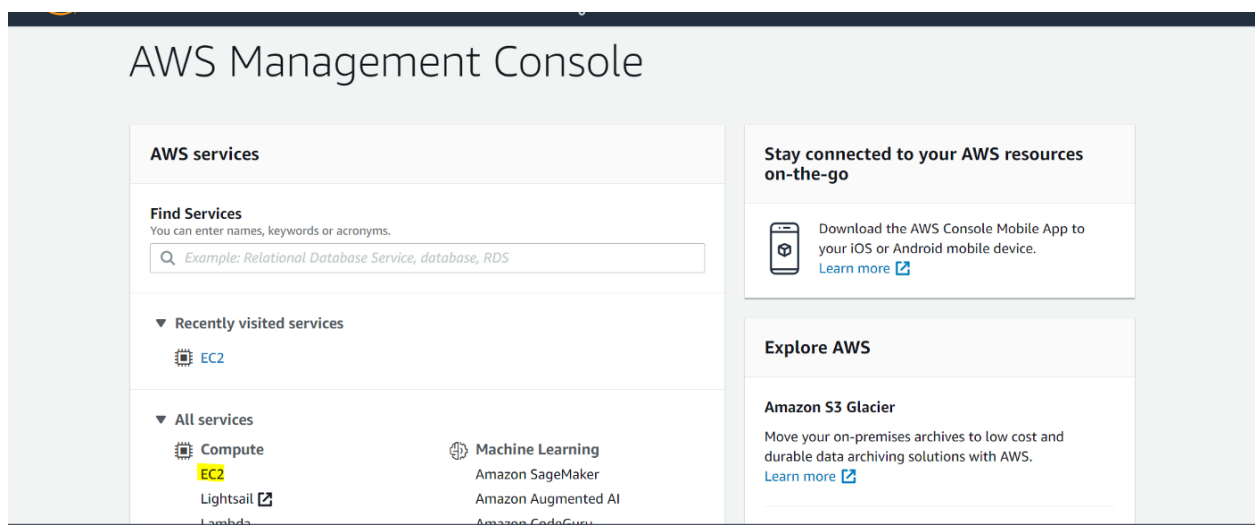 AWS Management Console
AWS services
Find Services
You can enter names, keywords or acronyms.
Example: Relational Database Service, database, RDS
Recently visited services
EC2
All services
Compute
EC2
Lightsail
Lambda
Machine Learning
Amazon SageMaker
Amazon Augmented AI
Amazon CodeGuru
Stay connected to your AWS resources
on-the-go
Download the AWS Console Mobile App to
your iOS or Android mobile device.
Learn more
Explore AWS
Amazon S3 Glacier
Move your on-premises archives to low cost and
durable data archiving solutions with AWS.
Learn more